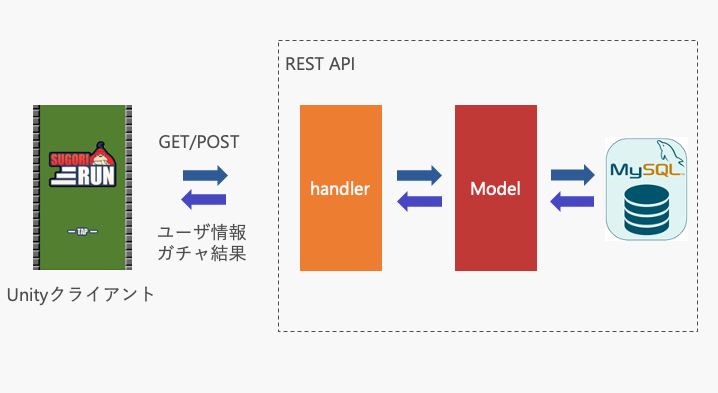 REST API
GET/POST
SUGORI
RUN
TAP
handler
Model
MySQL
ユーザ情報
ガチャ結果
Unityクライアント